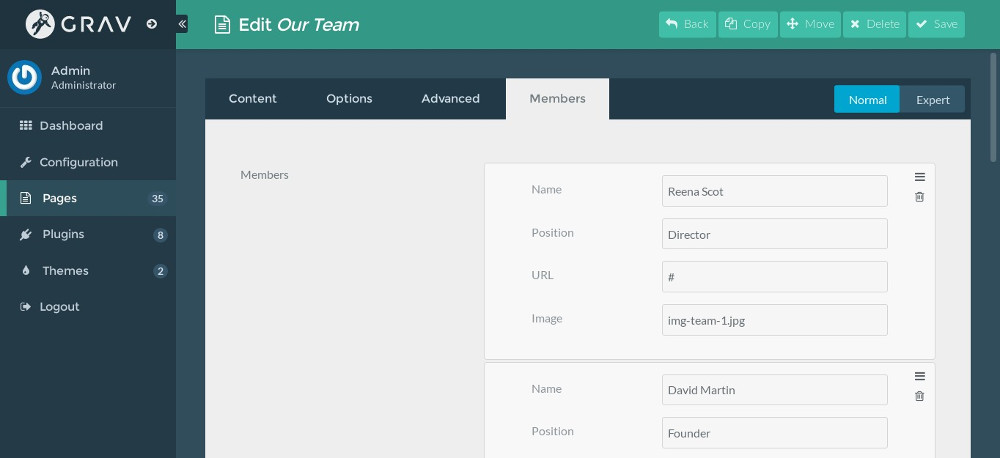 GRAV
Edit Our Team
Back Copy Move Delete Save
Admin
Administrator
Dashboard
Configuration
Pages 35
Plugins 8
Themes 2
Logout
Content Options Advanced Members
Normal Expert
Members
Name Reena Scot
Position Director
URL #
Image img-team-1.jpg
Name David Martin
Position Founder